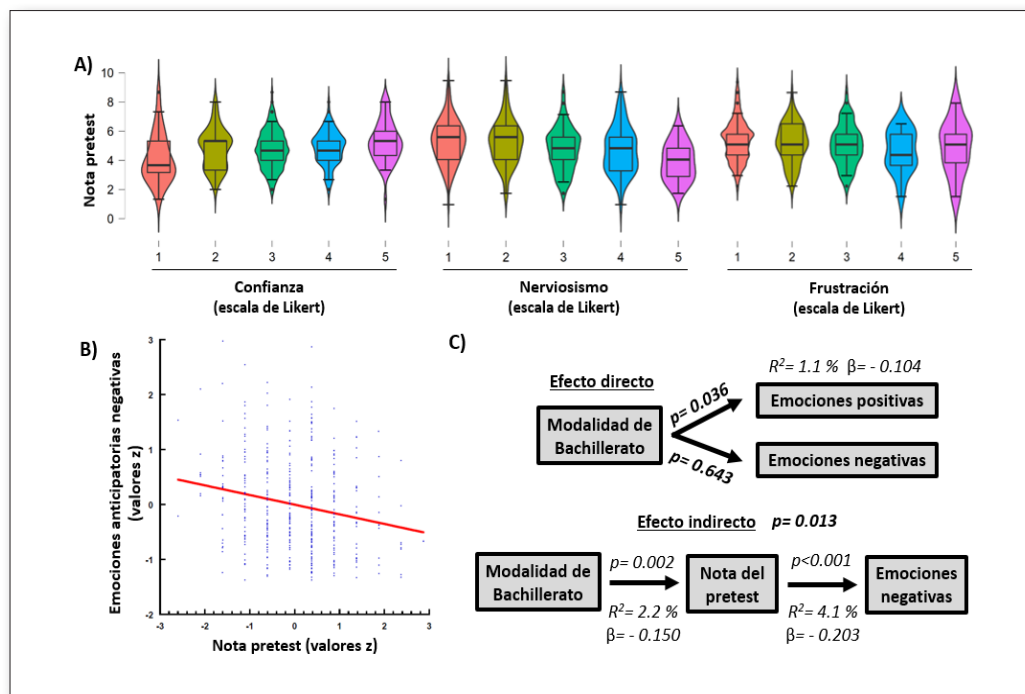 A)
Nota pretest
10
8
6
4
2
0
1 2 3 4 5 1 2 3 4 5 1 2 3 4 5
Confianza
(escala de Likert)
Nerviosismo
(escala de Likert)
Frustración
(escala de Likert)
B)
Emociones anticipatorias negativas
(valores z)
3
2
1
0
-1
-2
-3 -2 -1 0 1 2 3
Nota pretest (valores z)
C)
R²= 1.1 % β= - 0.104
Efecto directo
Modalidad de
Bachillerato
p= 0.036
Emociones positivas
p= 0.643
Emociones negativas
Efecto indirecto p= 0.013
Modalidad de
Bachillerato
p= 0.002
R²= 2.2 %
β= - 0.150
Nota del
pretest
p<0.001
R²= 4.1 %
β= - 0.203
Emociones
negativas